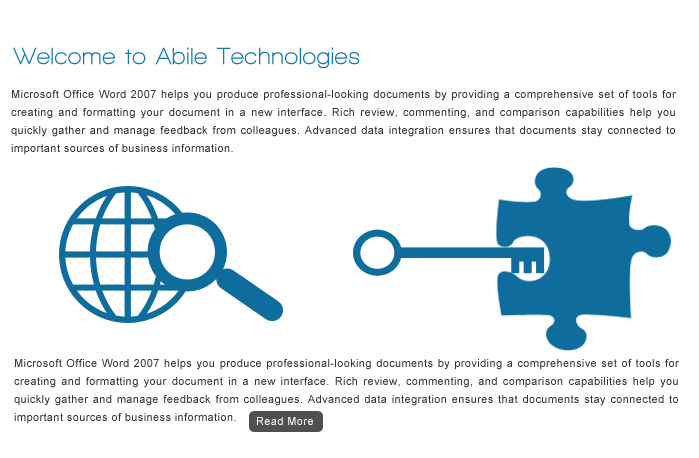 Welcome to Abile Technologies
Microsoft Office Word 2007 helps you produce professional-looking documents by providing a comprehensive set of tools for
creating and formatting your document in a new interface. Rich review, commenting, and comparison capabilities help you
quickly gather and manage feedback from colleagues. Advanced data integration ensures that documents stay connected to
important sources of business information.
Microsoft Office Word 2007 helps you produce professional-looking documents by providing a comprehensive set of tools for
creating and formatting your document in a new interface. Rich review, commenting, and comparison capabilities help you
quickly gather and manage feedback from colleagues. Advanced data integration ensures that documents stay connected to
important sources of business information. Read More